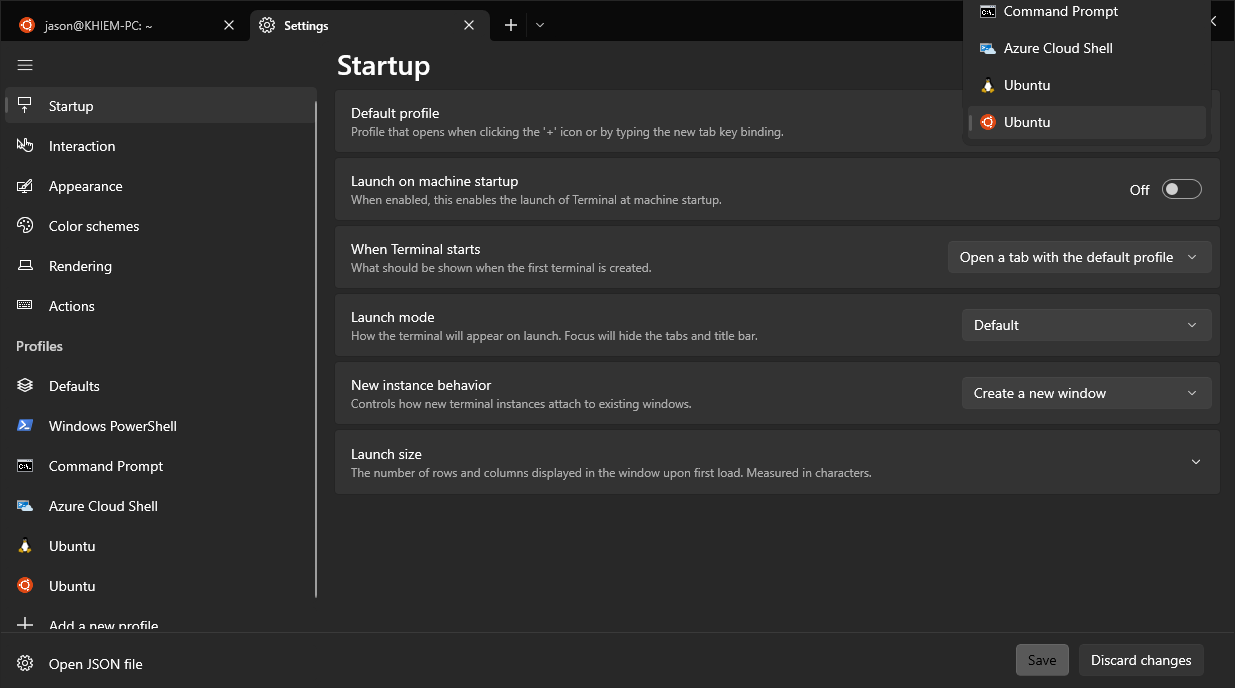 jason@KHIEM-PC: ~
Settings
Startup
Interaction
Appearance
Color schemes
Rendering
Actions
Profiles
Defaults
Windows PowerShell
Command Prompt
Azure Cloud Shell
Ubuntu
Ubuntu
Add a new profile
Open JSON file
Startup
Default profile
Profile that opens when clicking the '+' icon or by typing the new tab key binding.
Command Prompt
Azure Cloud Shell
Ubuntu
Ubuntu
Launch on machine startup
When enabled, this enables the launch of Terminal at machine startup.
Off
When Terminal starts
What should be shown when the first terminal is created.
Open a tab with the default profile
Launch mode
How the terminal will appear on launch. Focus will hide the tabs and title bar.
Default
New instance behavior
Controls how new terminal instances attach to existing windows.
Create a new window
Launch size
The number of rows and columns displayed in the window upon first load. Measured in characters.
Save
Discard changes